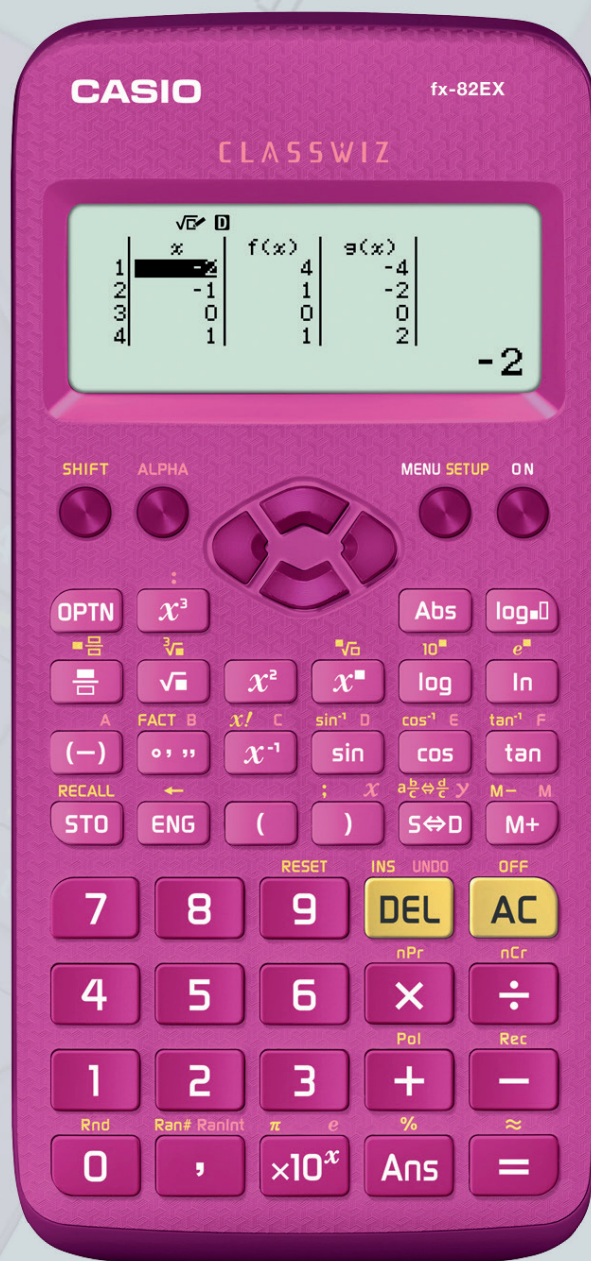 CASIO fx-82EX
CLASSWIZ
√□ D
x f(x) g(x)
1 -2 4 -4
2 -1 1 -2
3 0 0 0
4 1 1 2
-2
SHIFT ALPHA MENU SETUP ON
:
OPTN x³ Abs log■□
■⊟ ³√■ ■√□ 10■ e■
⊟ √■ x² x■ log ln
A FACT B x! C sin⁻¹ D cos⁻¹ E tan⁻¹ F
(−) °’ ” x⁻¹ sin cos tan
RECALL ← ; x a b/c⇔d/c y M− M
STO ENG ( ) S⇔D M+
RESET INS UNDO OFF
7 8 9 DEL AC
nPr nCr
4 5 6 × ÷
Pol Rec
1 2 3 + −
Rnd Ran# RanInt π e % ≈
0 , ×10ˣ Ans =